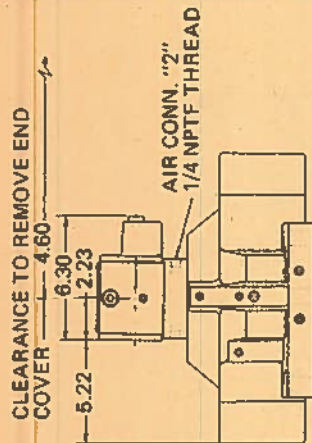 CLEARANCE TO REMOVE END
COVER 4.60
6.30
5.22 2.23
AIR CONN. "2"
1/4 NPTF THREAD